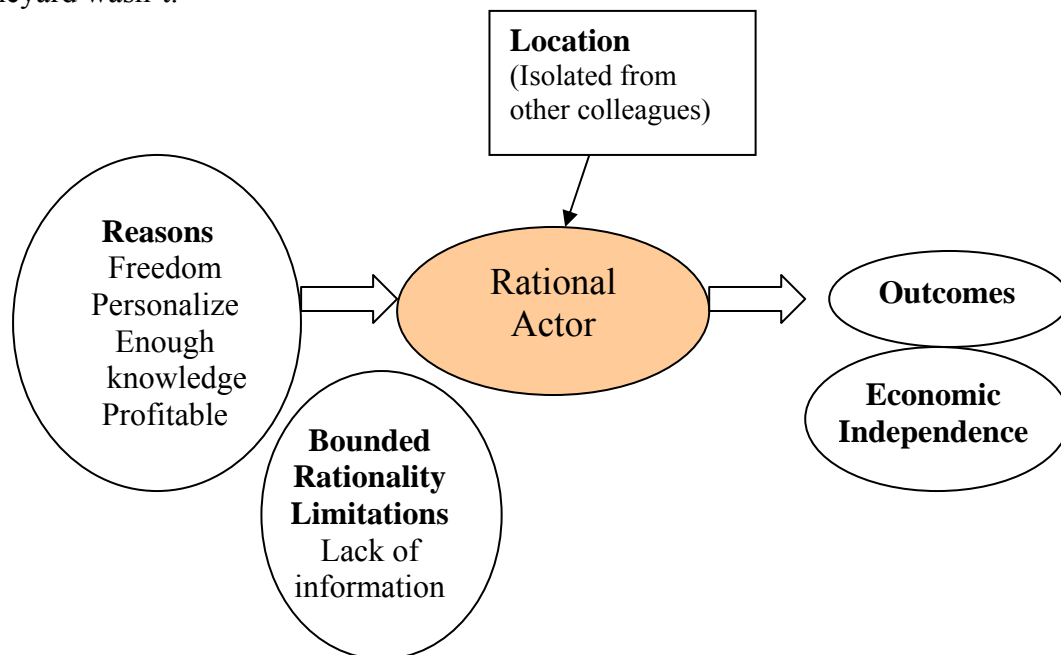 wasn't.
Location
(Isolated from
other colleagues)
Reasons
Freedom
Personalize
Enough
knowledge
Profitable
Rational
Actor
Outcomes
Economic
Independence
Bounded
Rationality
Limitations
Lack of
information